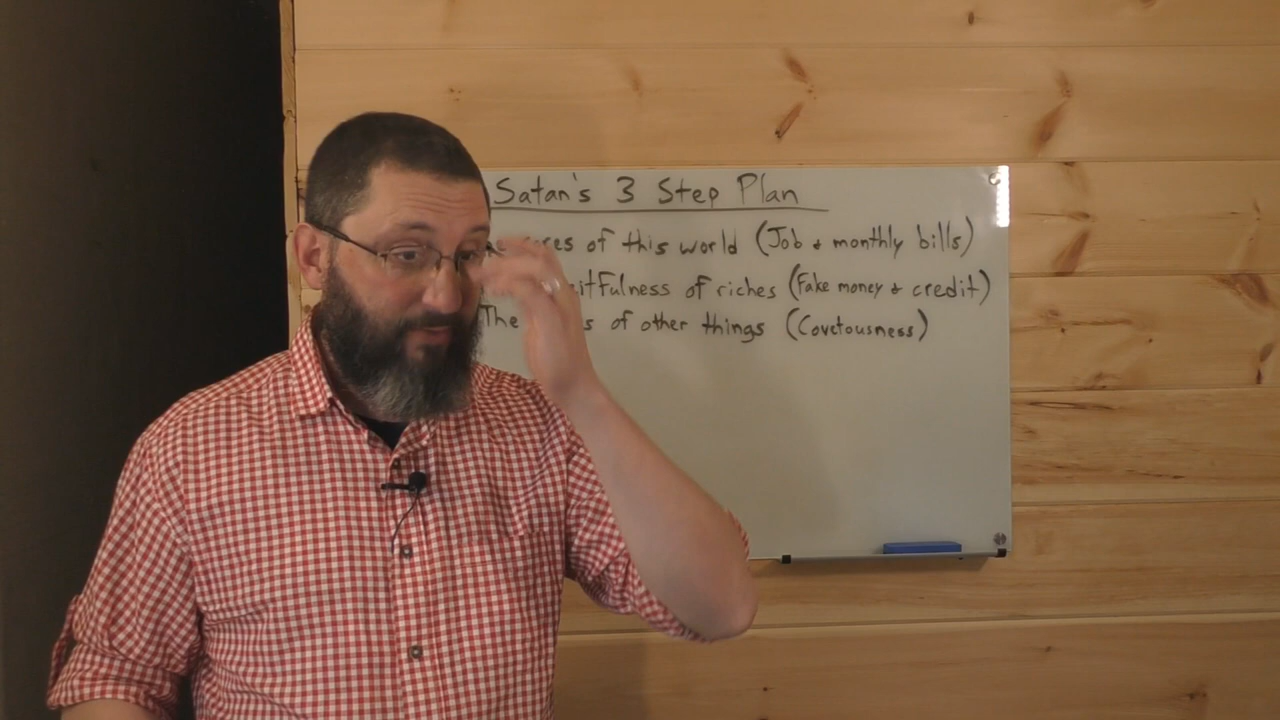 Satan's 3 Step Plan
of this world (Job & monthly bills)
of riches (Fake money & credit)
The of other things (Covetousness)